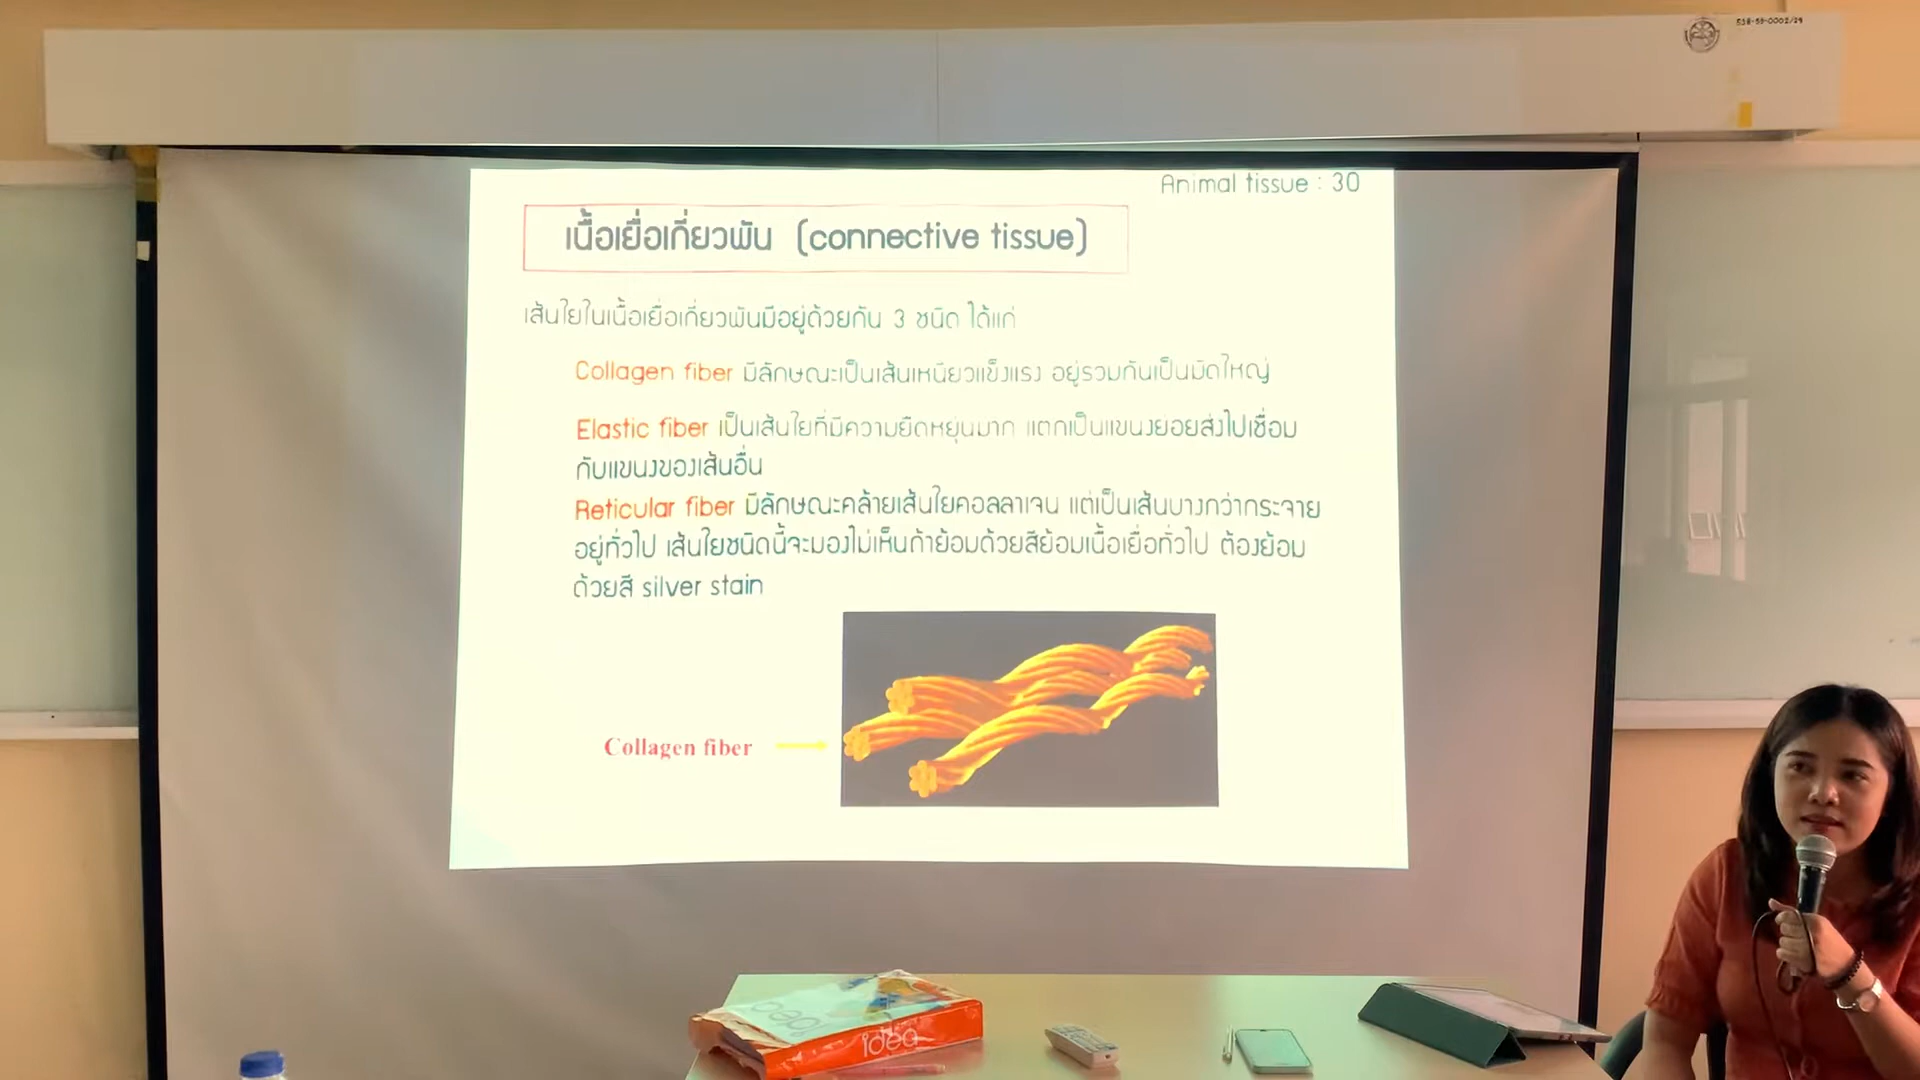 538-59-0002/29
Animal tissue : 30
เนื้อเยื่อเกี่ยวพัน (connective tissue)
เส้นใยในเนื้อเยื่อเกี่ยวพันมีอยู่ด้วยกัน 3 ชนิด ได้แก่
Collagen fiber มีลักษณะเป็นเส้นเหนียวแข็งแรง อยู่รวมกันเป็นมัดใหญ่
Elastic fiber เป็นเส้นใยที่มีความยืดหยุ่นมาก แตกเป็นแขนงย่อยส่งไปเชื่อม
กับแขนงของเส้นอื่น
Reticular fiber มีลักษณะคล้ายเส้นใยคอลลาเจน แต่เป็นเส้นบางกว่ากระจาย
อยู่ทั่วไป เส้นใยชนิดนี้จะมองไม่เห็นถ้าย้อมด้วยสีย้อมเนื้อเยื่อทั่วไป ต้องย้อม
ด้วยสี silver stain
Collagen fiber
idea
idea